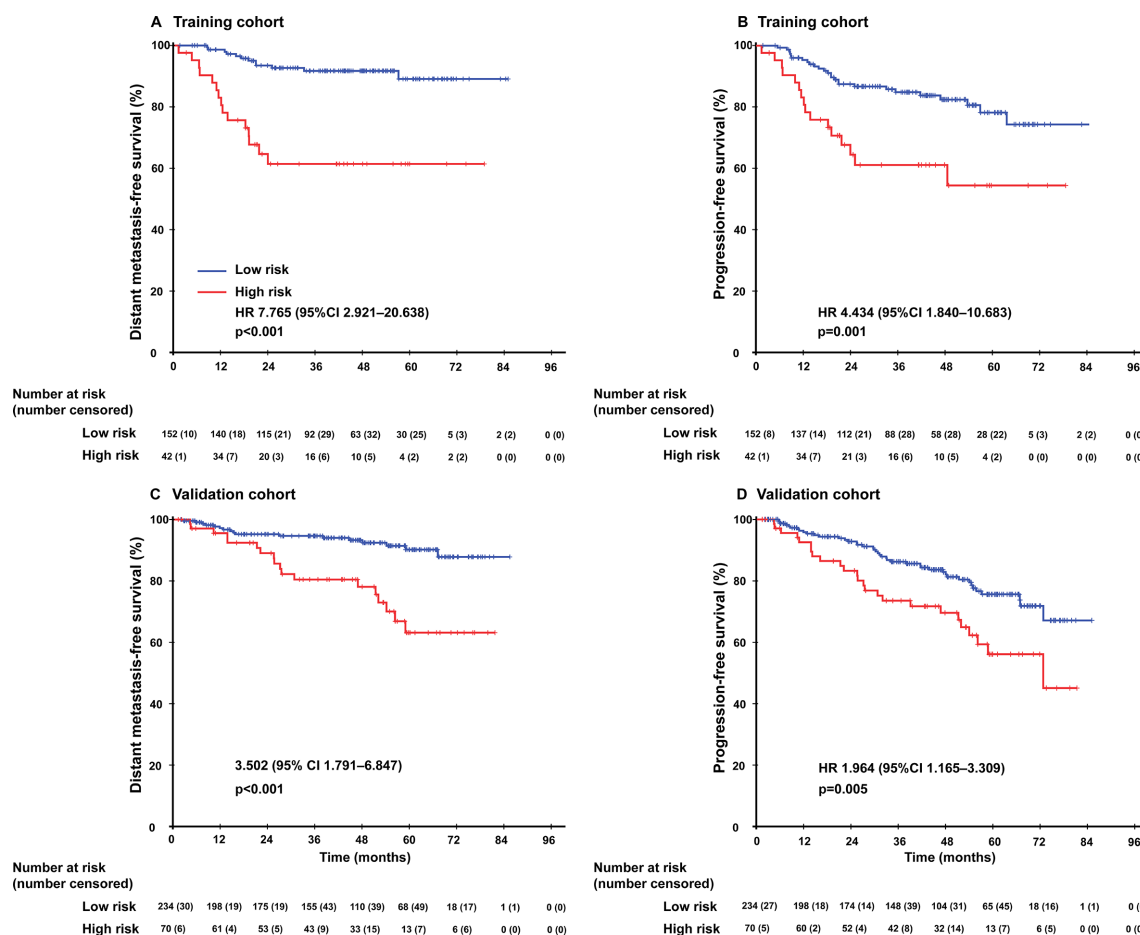 A Training cohort
Distant metastasis-free survival (%)
100
80
60
40
20
0
Low risk
High risk
HR 7.765 (95%CI 2.921–20.638)
p<0.001
0 12 24 36 48 60 72 84 96
Number at risk
(number censored)
Low risk 152 (10) 140 (18) 115 (21) 92 (29) 63 (32) 30 (25) 5 (3) 2 (2) 0 (0)
High risk 42 (1) 34 (7) 20 (3) 16 (6) 10 (5) 4 (2) 2 (2) 0 (0) 0 (0)
B Training cohort
Progression-free survival (%)
100
80
60
40
20
0
HR 4.434 (95%CI 1.840–10.683)
p=0.001
0 12 24 36 48 60 72 84 96
Number at risk
(number censored)
Low risk 152 (8) 137 (14) 112 (21) 88 (28) 58 (28) 28 (22) 5 (3) 2 (2) 0 (0
High risk 42 (1) 34 (7) 21 (3) 16 (6) 10 (5) 4 (2) 0 (0) 0 (0) 0 (0
C Validation cohort
Distant metastasis-free survival (%)
100
80
60
40
20
0
3.502 (95% CI 1.791–6.847)
p<0.001
0 12 24 36 48 60 72 84 96
Time (months)
Number at risk
(number censored)
Low risk 234 (30) 198 (19) 175 (19) 155 (43) 110 (39) 68 (49) 18 (17) 1 (1) 0 (0)
High risk 70 (6) 61 (4) 53 (5) 43 (9) 33 (15) 13 (7) 6 (6) 0 (0) 0 (0)
D Validation cohort
Progression-free survival (%)
100
80
60
40
20
0
HR 1.964 (95%CI 1.165–3.309)
p=0.005
0 12 24 36 48 60 72 84 96
Time (months)
Number at risk
(number censored)
Low risk 234 (27) 198 (18) 174 (14) 148 (39) 104 (31) 65 (45) 18 (16) 1 (1) 0 (
High risk 70 (5) 60 (2) 52 (4) 42 (8) 32 (14) 13 (7) 6 (5) 0 (0) 0 (